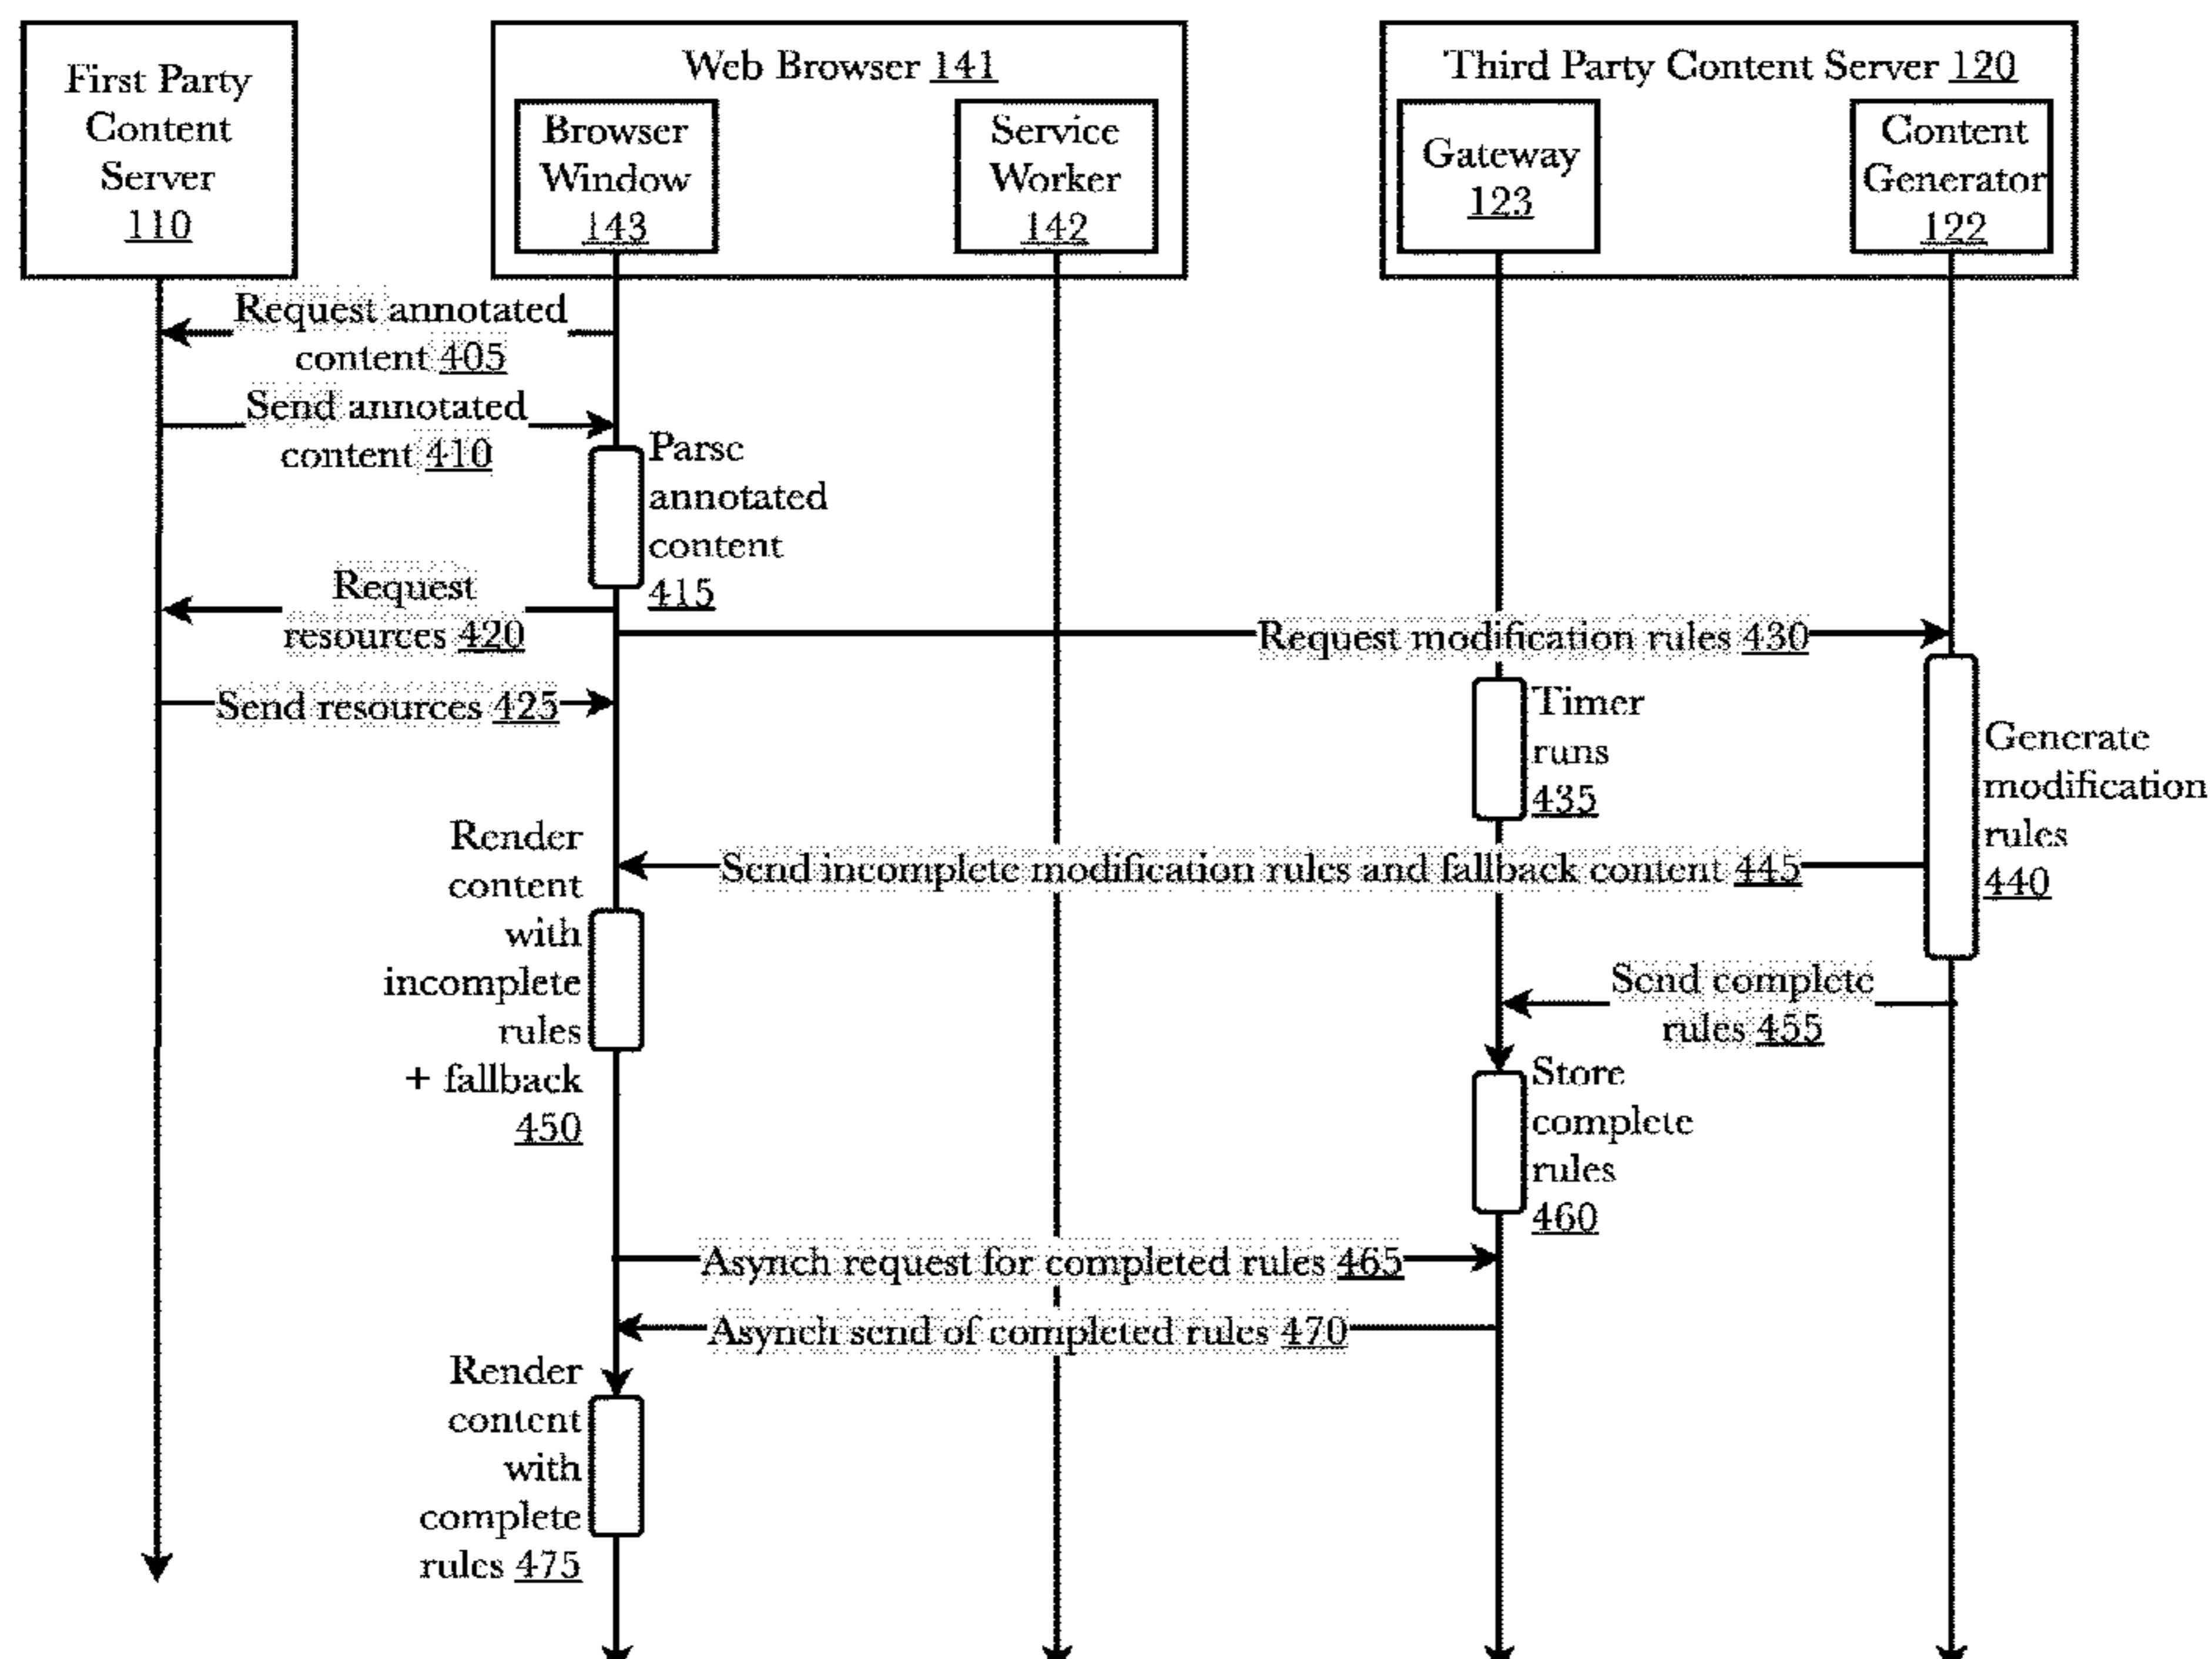 First Party
Content
Server
110
Web Browser 141
Browser
Window
143
Service
Worker
142
Third Party Content Server 120
Gateway
123
Content
Generator
122
Request annotated
content 405
Send annotated
content 410
Parse
annotated
content
415
Request
resources 420
Request modification rules 430
Send resources 425
Timer
runs
435
Generate
modification
rules
440
Send incomplete modification rules and fallback content 445
Render
content
with
incomplete
rules
+ fallback
450
Send complete
rules 455
Store
complete
rules
460
Asynch request for completed rules 465
Asynch send of completed rules 470
Render
content
with
complete
rules 475